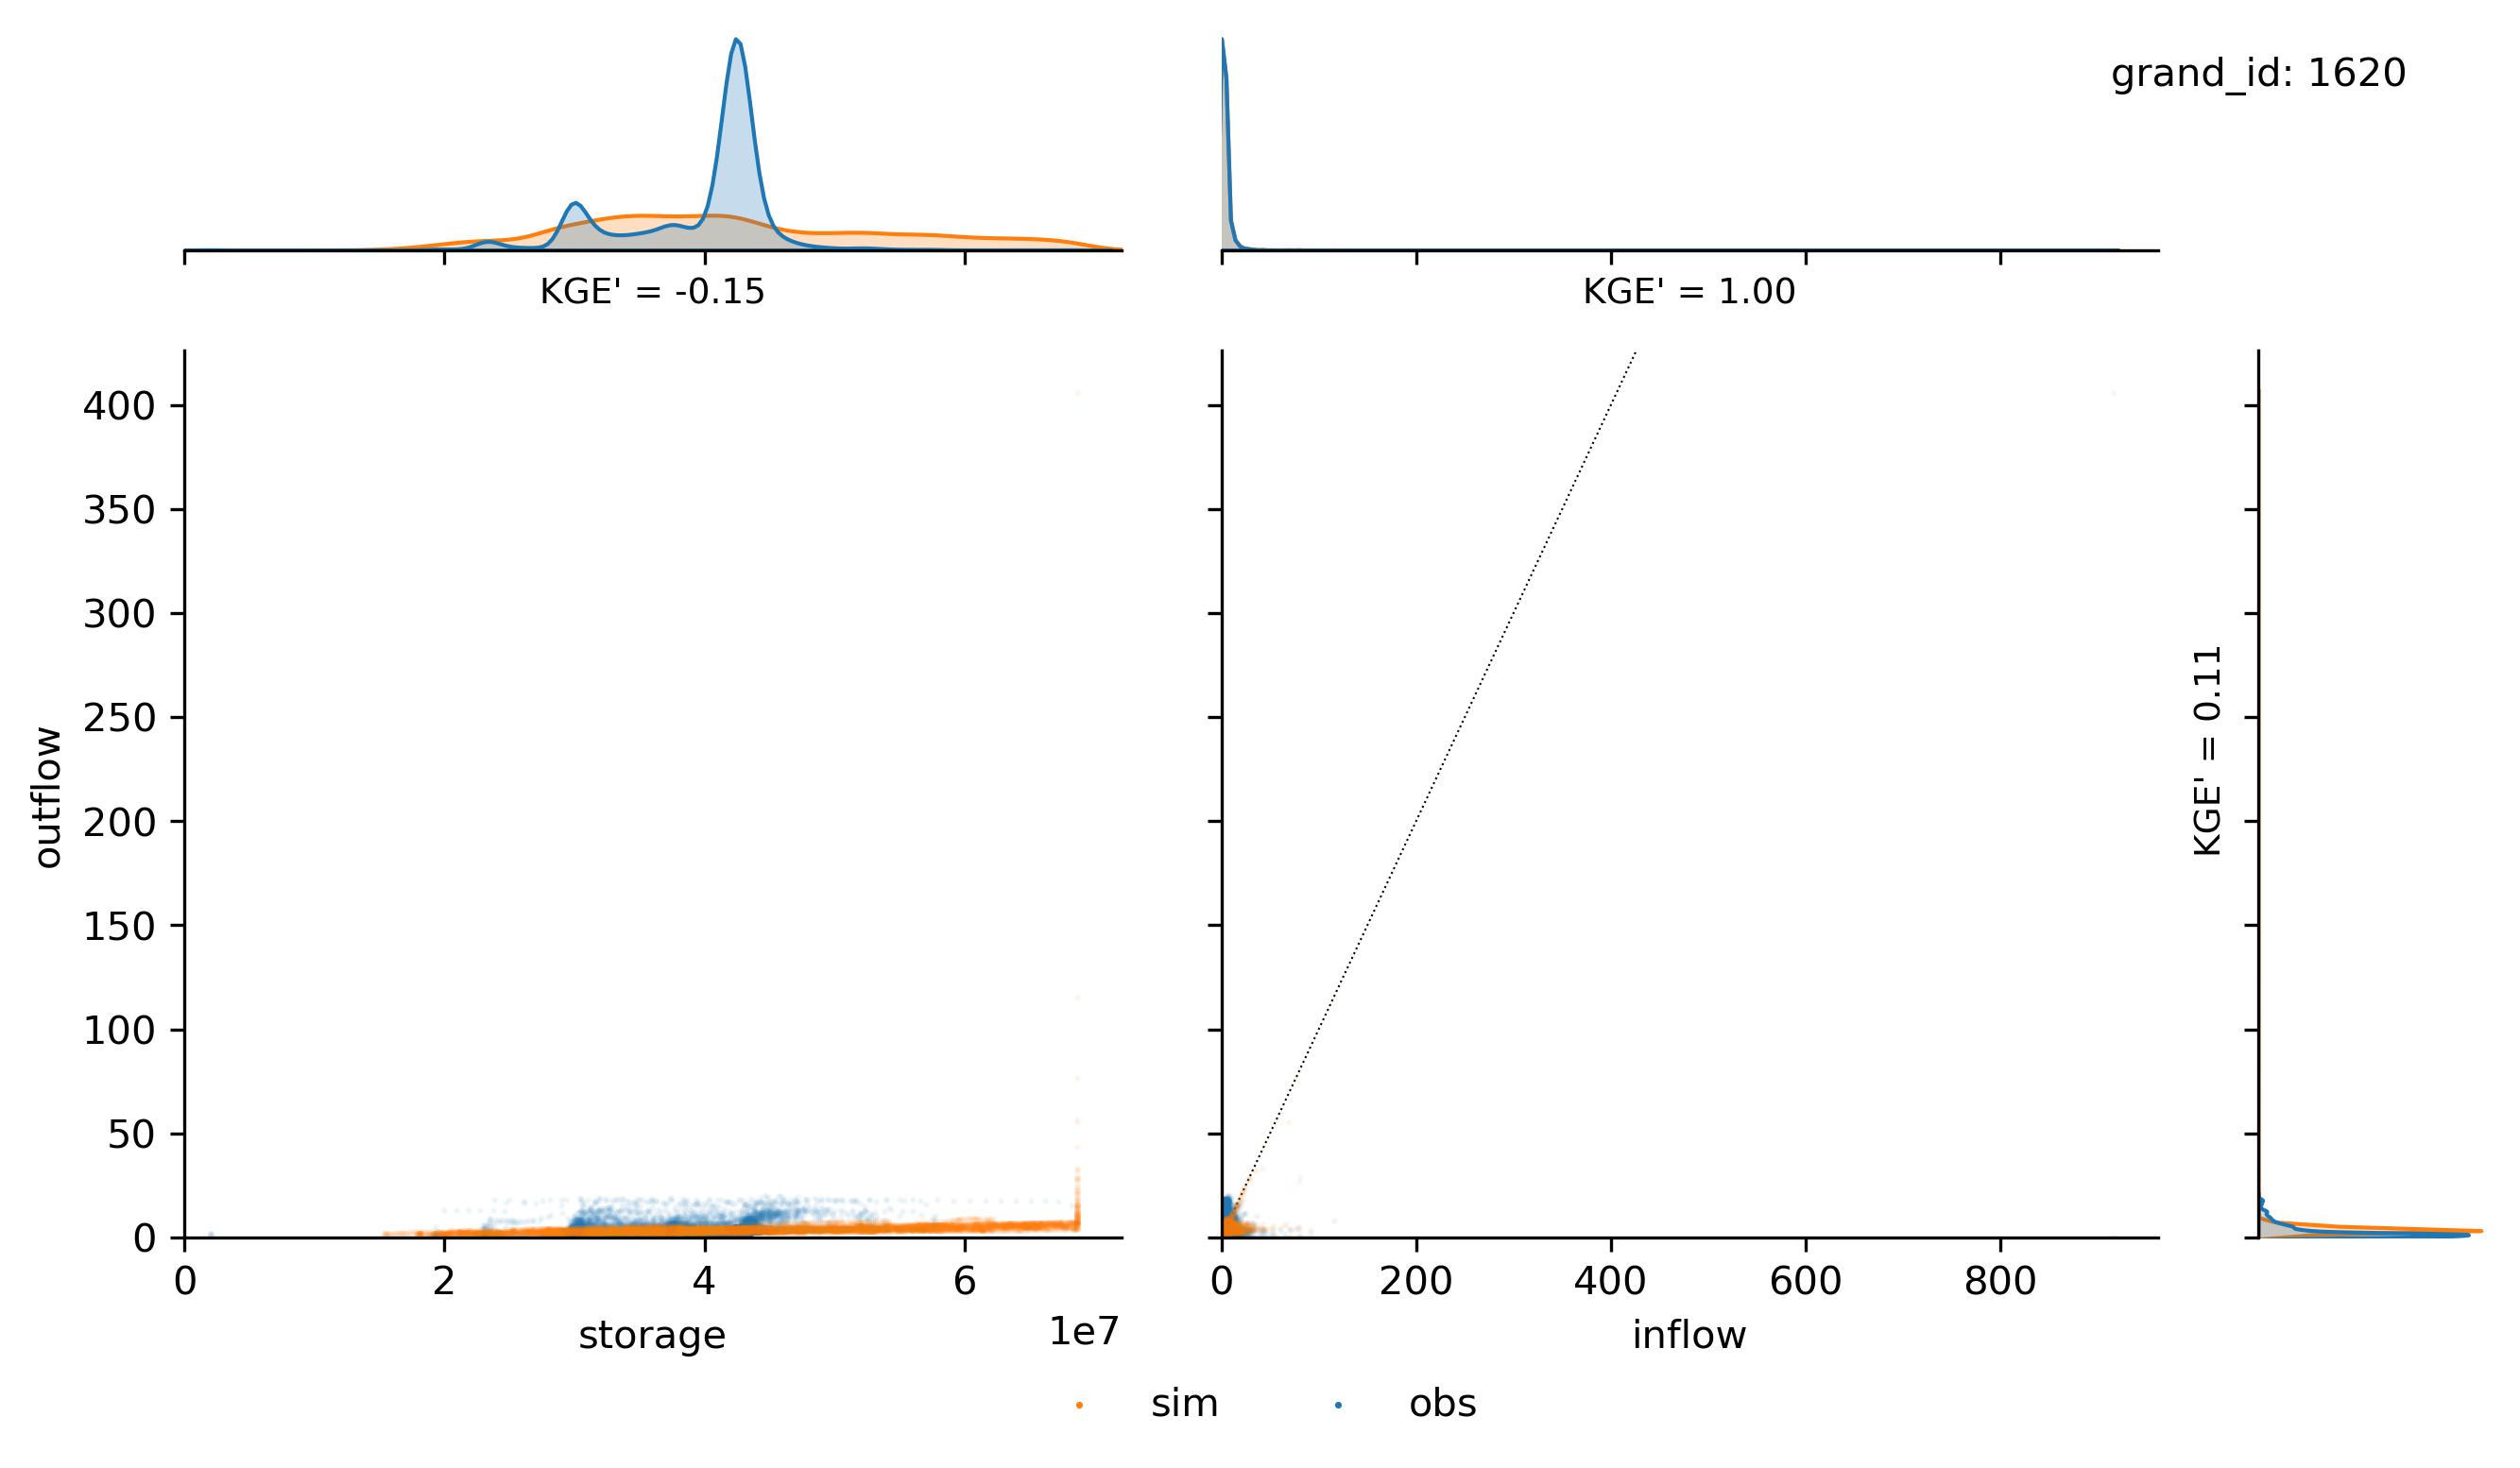 grand_id: 1620
KGE' = -0.15
KGE' = 1.00
400
350
300
250
200
150
100
50
0
outflow
KGE' = 0.11
0 2 4 6
0 200 400 600 800
storage
1e7
inflow
sim obs